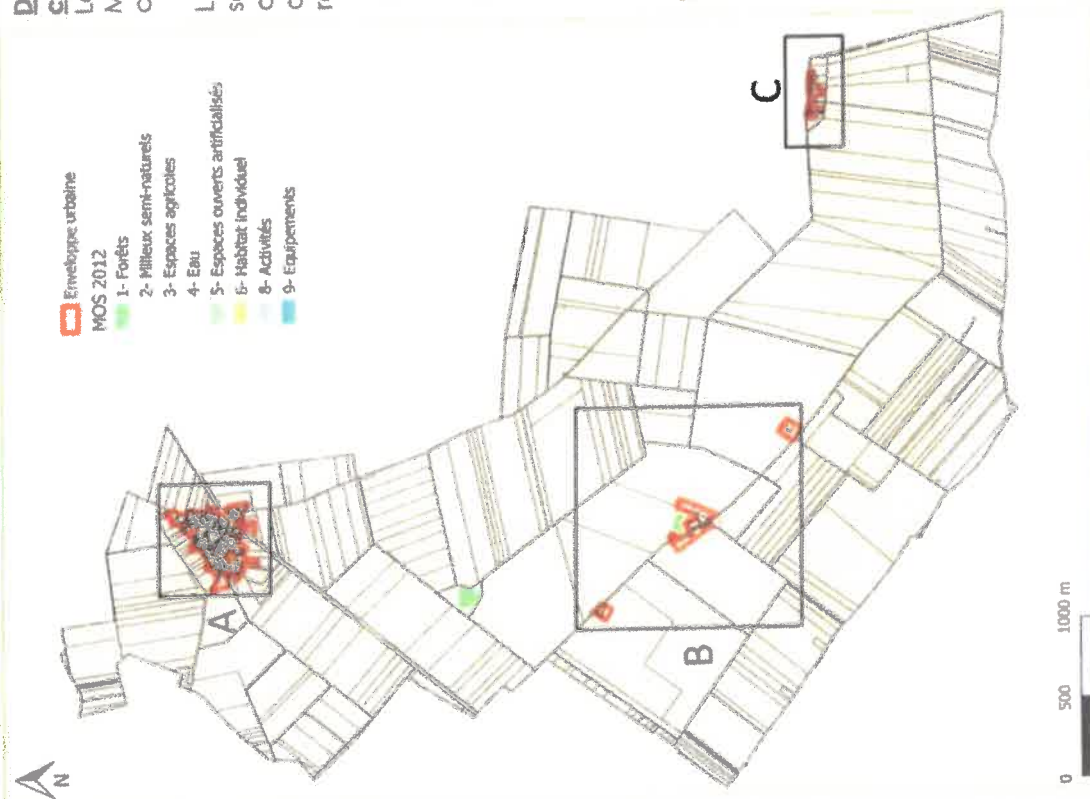 Enveloppe urbaine
MOS 2012
1- Forêts
2- Milieux semi-naturels
3- Espaces agricoles
4- Eau
5- Espaces ouverts artificialisés
6- Habitat individuel
8- Activités
9- Equipements
N
A
B
C
0 500 1000 m